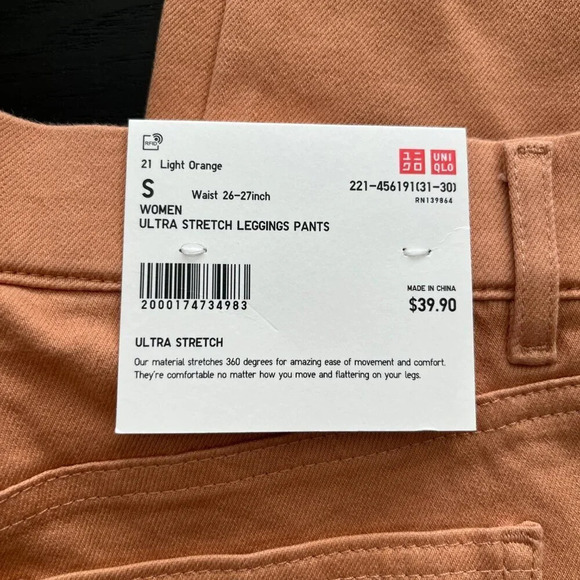 RFID
21 Light Orange
S Waist 26-27inch
WOMEN
ULTRA STRETCH LEGGINGS PANTS
ユニクロ
UNIQLO
221-456191(31-30)
RN139864
2000174734983
MADE IN CHINA
$39.90
ULTRA STRETCH
Our material stretches 360 degrees for amazing ease of movement and comfort.
They're comfortable no matter how you move and flattering on your legs.